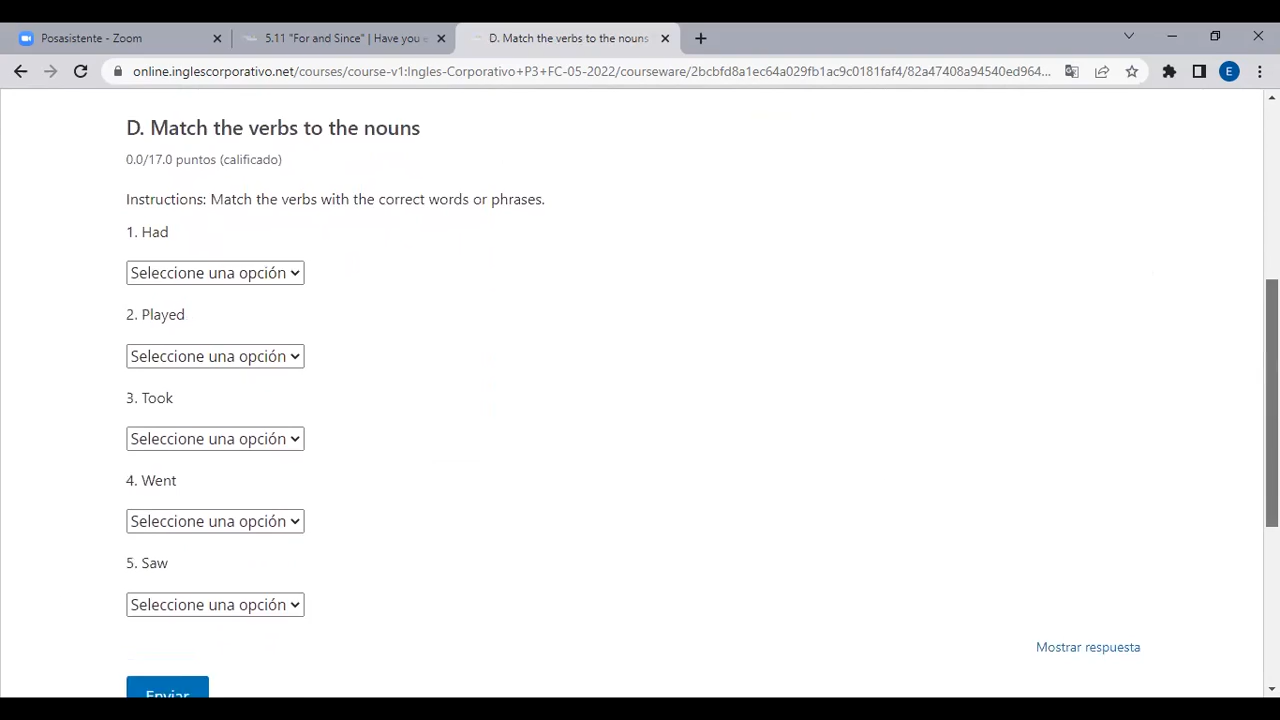 Posasistente - Zoom
5.11 "For and Since" | Have you e
D. Match the verbs to the nouns
online.inglescorporativo.net/courses/course-v1:Ingles-Corporativo+P3+FC-05-2022/courseware/2bcbfd8a1ec64a029fb1ac9c0181faf4/82a47408a94540ed964...
E
D. Match the verbs to the nouns
0.0/17.0 puntos (calificado)
Instructions: Match the verbs with the correct words or phrases.
1. Had
Seleccione una opción
2. Played
Seleccione una opción
3. Took
Seleccione una opción
4. Went
Seleccione una opción
5. Saw
Seleccione una opción
Mostrar respuesta
Enviar